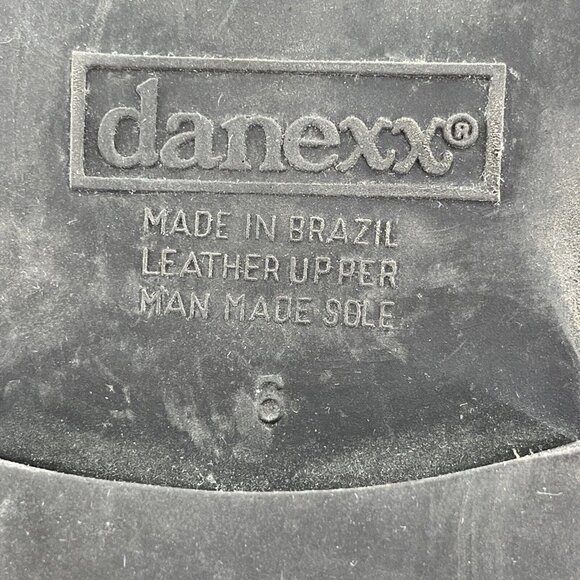 danexx®
MADE IN BRAZIL
LEATHER UPPER
MAN MADE SOLE
6